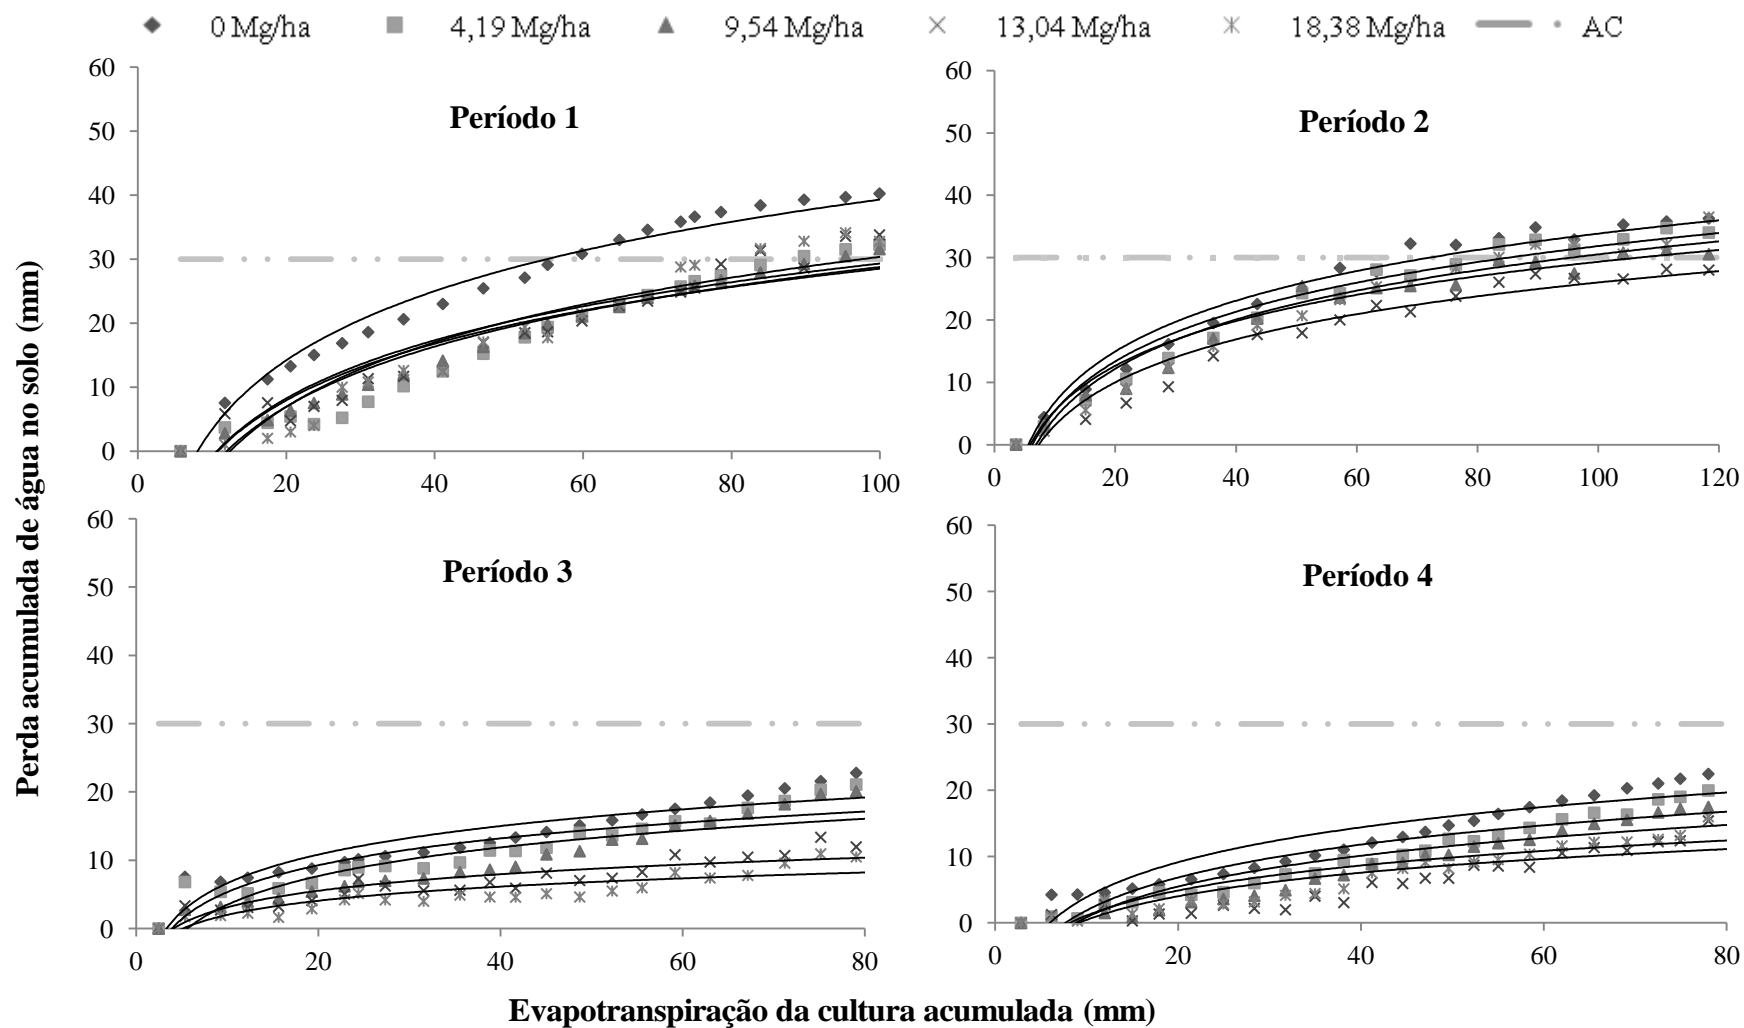 0 Mg/ha 4,19 Mg/ha 9,54 Mg/ha 13,04 Mg/ha 18,38 Mg/ha AC
Perda acumulada de água no solo (mm)
Período 1
60
50
40
30
20
10
0
0 20 40 60 80 100
Período 2
60
50
40
30
20
10
0
0 20 40 60 80 100 120
Período 3
60
50
40
30
20
10
0
0 20 40 60 80
Período 4
60
50
40
30
20
10
0
0 20 40 60 80
Evapotranspiração da cultura acumulada (mm)